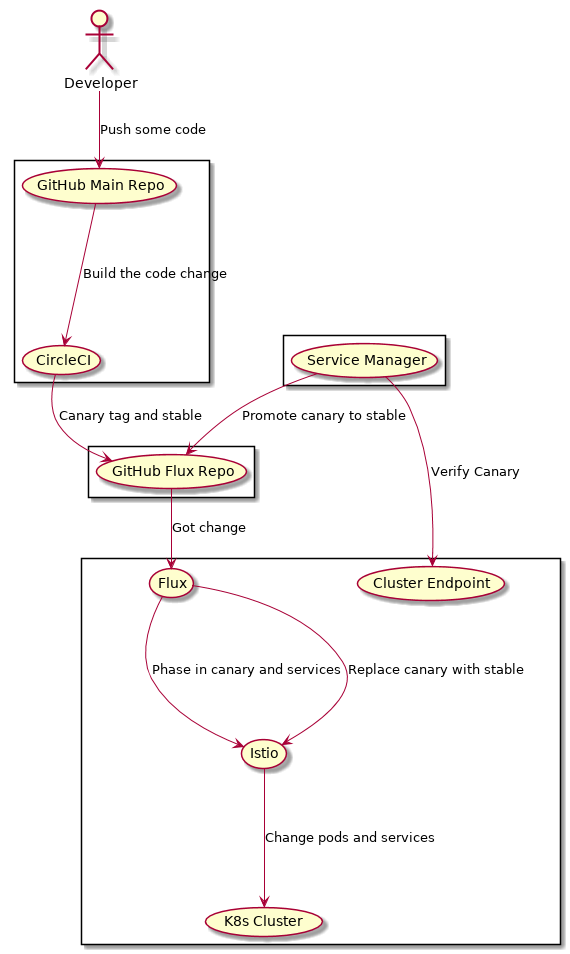 Developer
Push some code
GitHub Main Repo
Build the code change
CircleCI
Service Manager
Canary tag and stable
Promote canary to stable
GitHub Flux Repo
Verify Canary
Got change
Flux
Cluster Endpoint
Phase in canary and services
Replace canary with stable
Istio
Change pods and services
K8s Cluster